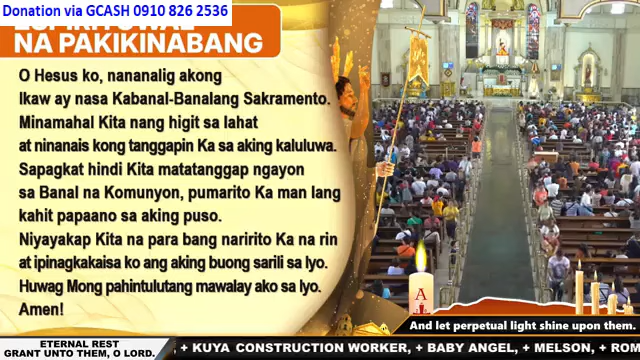 Donation via GCASH 0910 826 2536
NA PAKIKINABANG
O Hesus ko, nananalig akong
Ikaw ay nasa Kabanal-Banalang Sakramento.
Minamahal Kita nang higit sa lahat
at ninanais kong tanggapin Ka sa aking kaluluwa.
Sapagkat hindi Kita matatanggap ngayon
sa Banal na Komunyon, pumarito Ka man lang
kahit papaano sa aking puso.
Niyayakap Kita na para bang naririto Ka na rin
at ipinagkakaisa ko ang aking buong sarili sa Iyo.
Huwag Mong pahintulutang mawalay ako sa Iyo.
Amen!
A
And let perpetual light shine upon them.
ETERNAL REST
GRANT UNTO THEM, O LORD.
, + KUYA CONSTRUCTION WORKER, + BABY ANGEL, + MELSON, + ROM